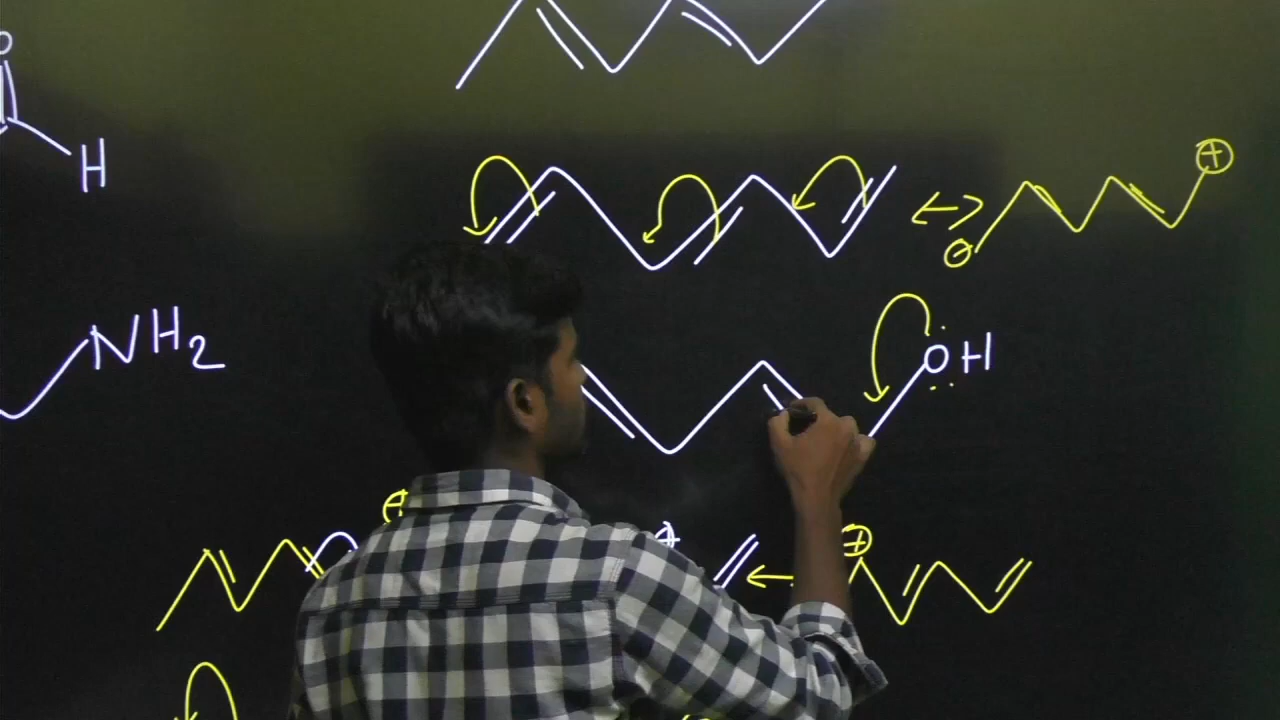 O
H
⊕
↔
⊖
NH₂
OH
⊕
←
⊕